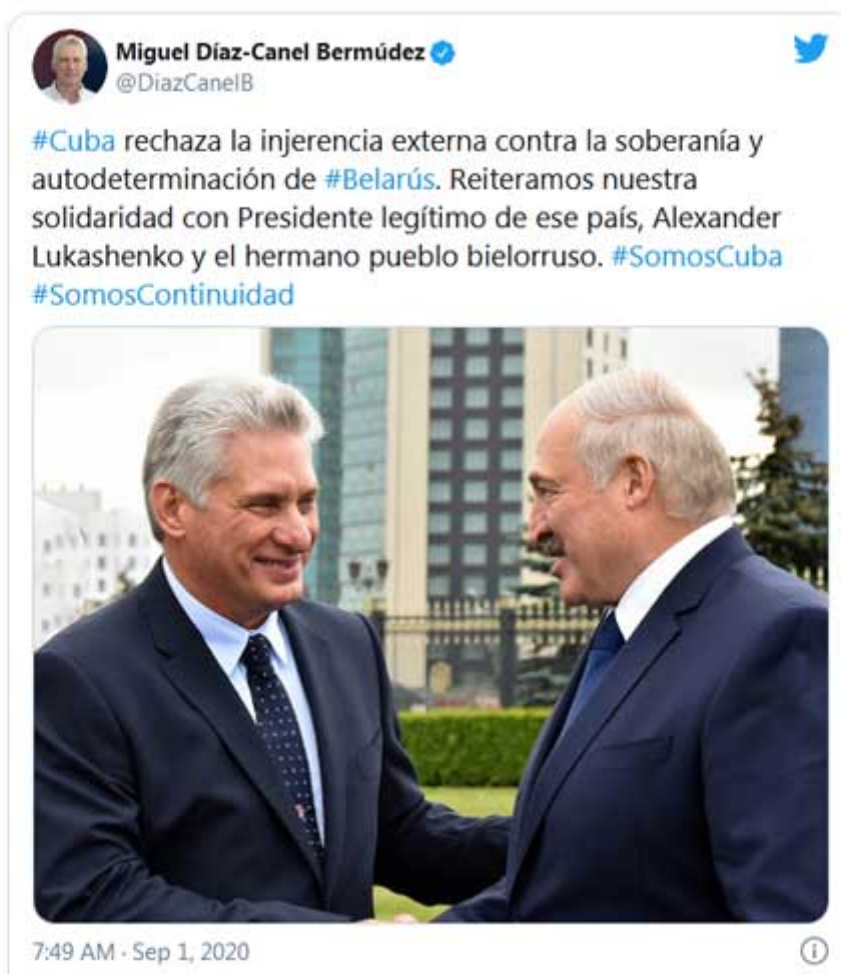 Miguel Díaz-Canel Bermúdez
@DiazCanelB
#Cuba rechaza la injerencia externa contra la soberanía y
autodeterminación de #Belarús. Reiteramos nuestra
solidaridad con Presidente legítimo de ese país, Alexander
Lukashenko y el hermano pueblo bielorruso. #SomosCuba
#SomosContinuidad
7:49 AM · Sep 1, 2020